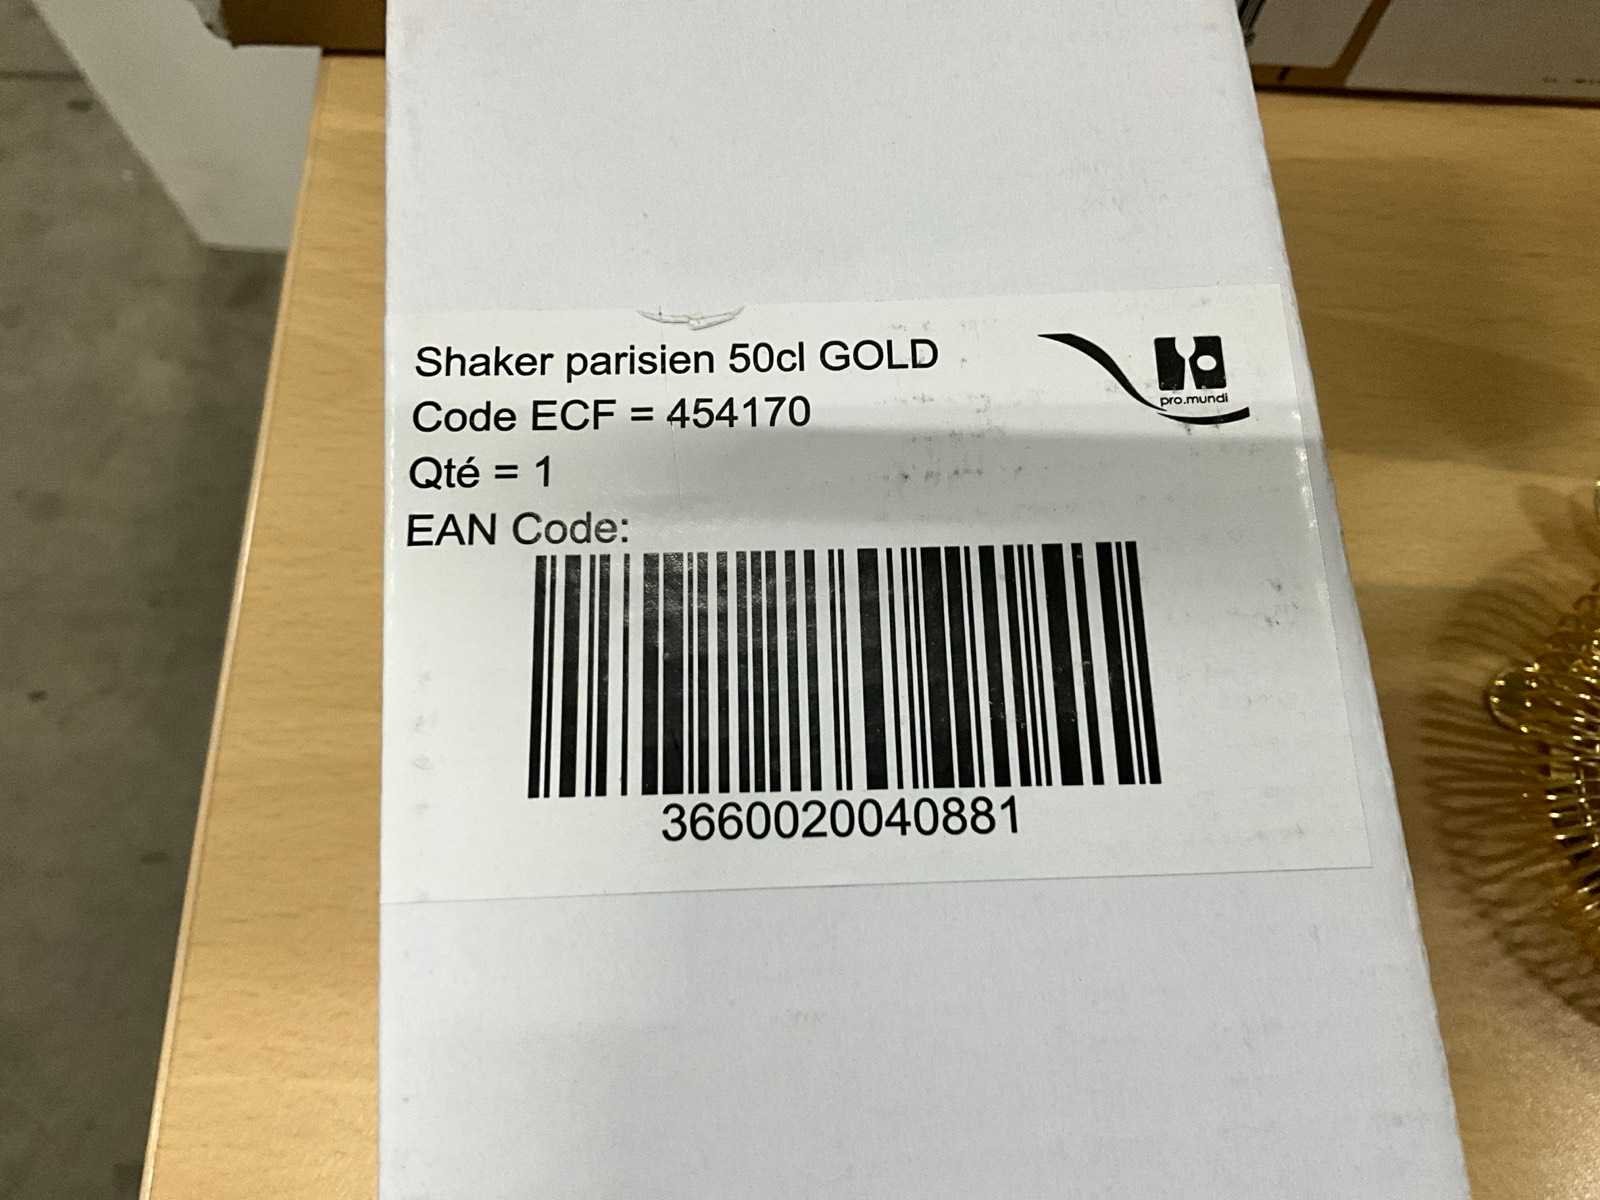 Shaker parisien 50cl GOLD
pro.mundi
Code ECF = 454170
Qté = 1
EAN Code:
3660020040881